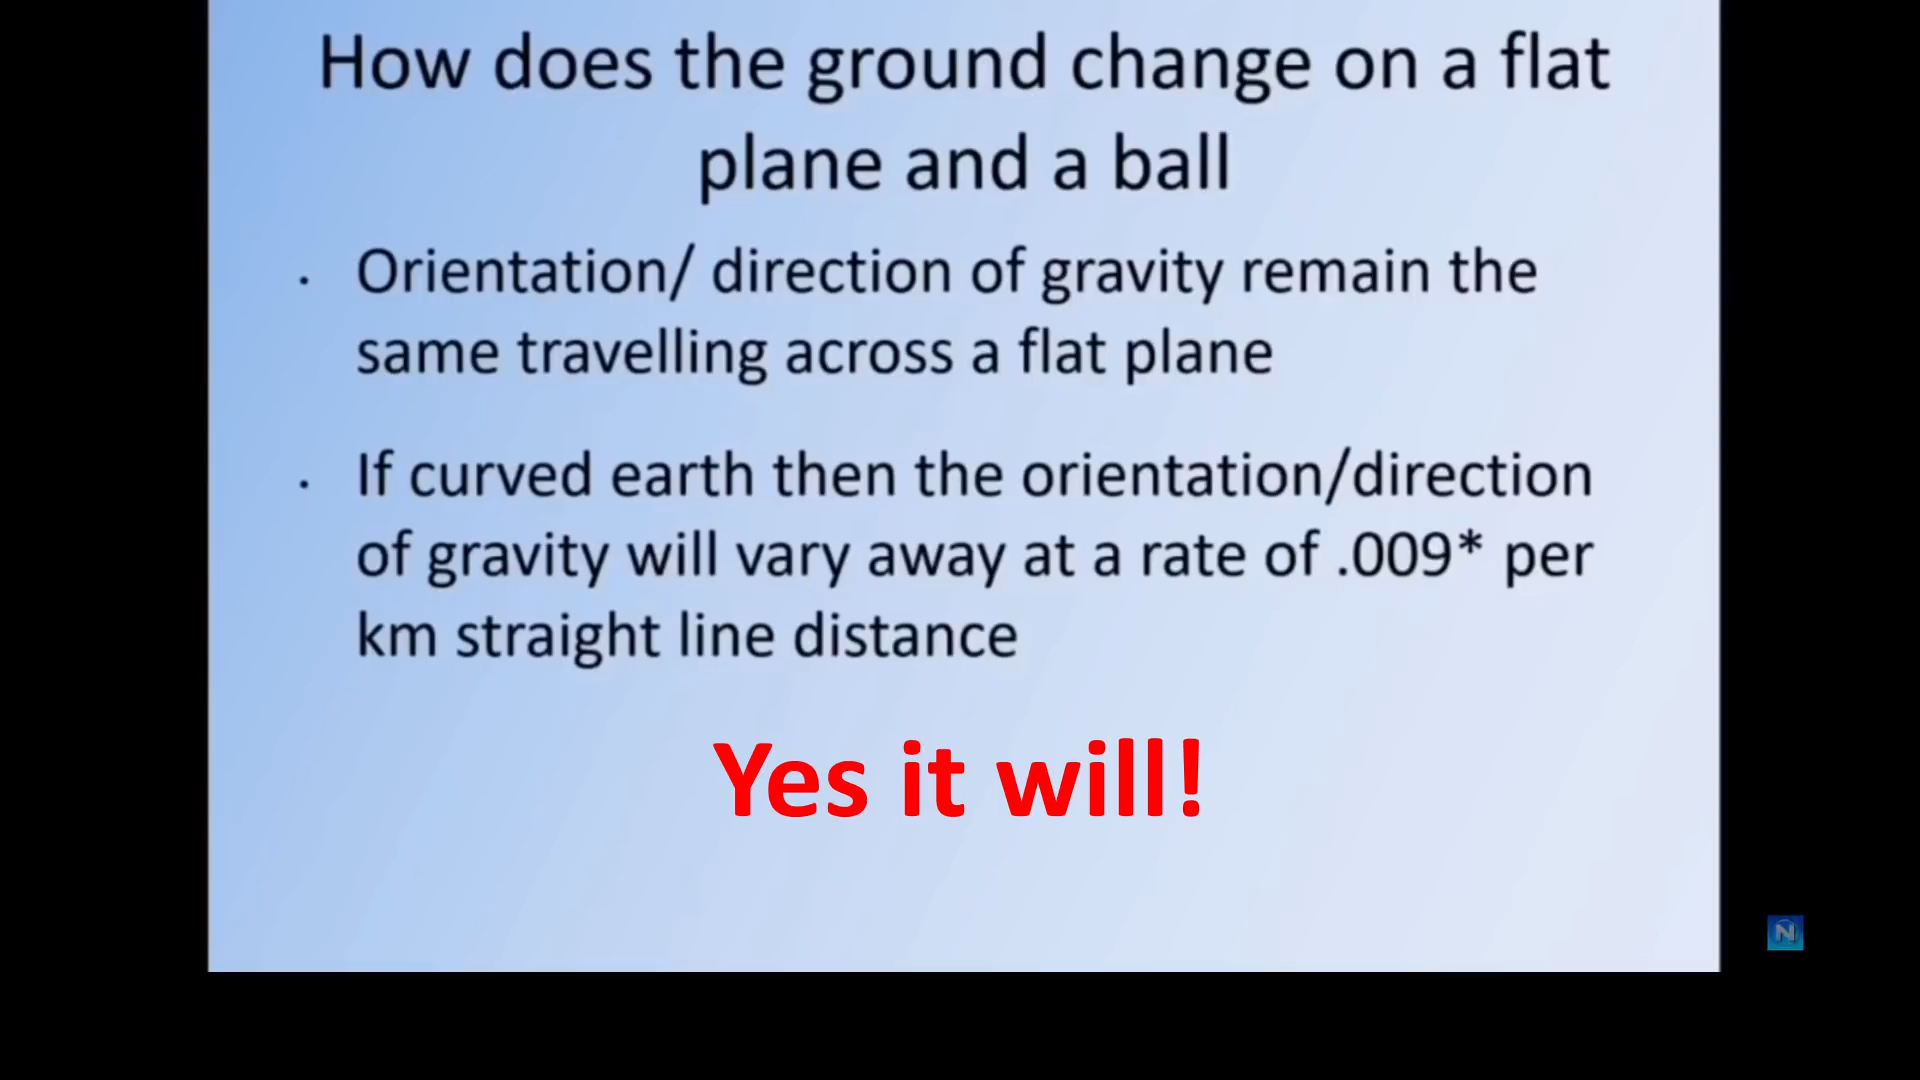 How does the ground change on a flat
plane and a ball
· Orientation/ direction of gravity remain the
same travelling across a flat plane
· If curved earth then the orientation/direction
of gravity will vary away at a rate of .009* per
km straight line distance
Yes it will!
N